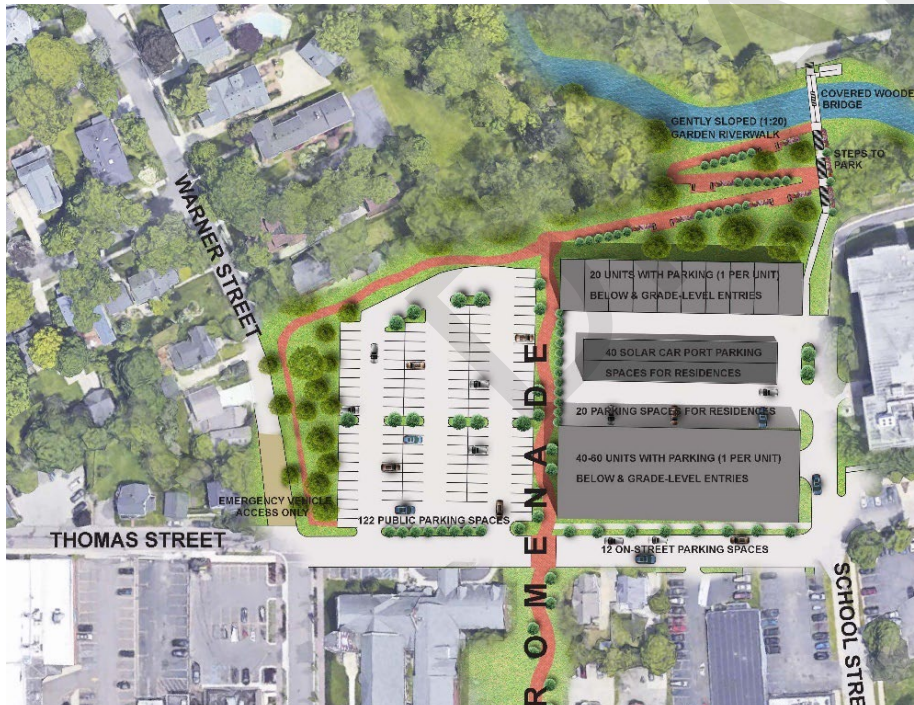 COVERED WOODE
BRIDGE
GENTLY SLOPED (1:20)
GARDEN RIVERWALK
STEPS TO
PARK
WARNER STREET
20 UNITS WITH PARKING (1 PER UNIT)
BELOW & GRADE-LEVEL ENTRIES
40 SOLAR CAR PORT PARKING
SPACES FOR RESIDENCES
20 PARKING SPACES FOR RESIDENCES
40-60 UNITS WITH PARKING (1 PER UNIT)
BELOW & GRADE-LEVEL ENTRIES
EMERGENCY VEHICLE
ACCESS ONLY
122 PUBLIC PARKING SPACES
THOMAS STREET
12 ON-STREET PARKING SPACES
ROMENADE
SCHOOL STRE